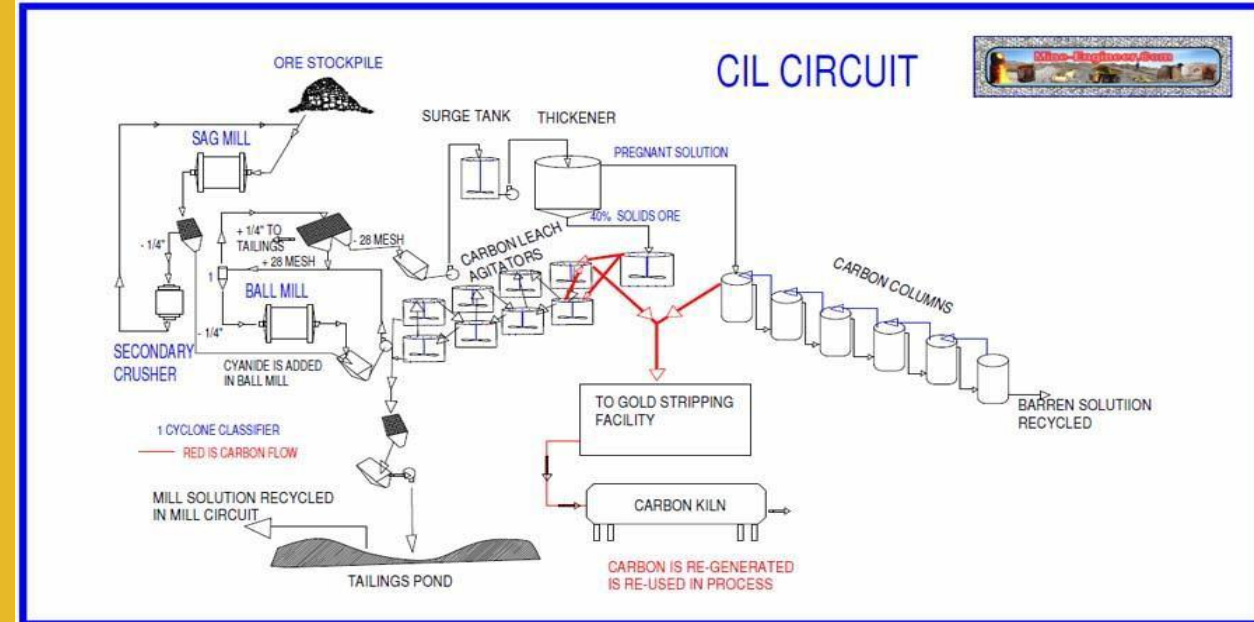 CIL CIRCUIT
Mine-Engineer.Com
ORE STOCKPILE
SAG MILL
SURGE TANK
THICKENER
PREGNANT SOLUTION
40% SOLIDS ORE
- 1/4"
+ 1/4" TO
TAILINGS
- 28 MESH
+ 28 MESH
1
BALL MILL
- 1/4"
CARBON LEACH
AGITATORS
CARBON COLUMNS
SECONDARY
CRUSHER
CYANIDE IS ADDED
IN BALL MILL
TO GOLD STRIPPING
FACILITY
BARREN SOLUTIION
RECYCLED
1 CYCLONE CLASSIFIER
RED IS CARBON FLOW
MILL SOLUTION RECYCLED
IN MILL CIRCUIT
CARBON KILN
TAILINGS POND
CARBON IS RE-GENERATED
IS RE-USED IN PROCESS